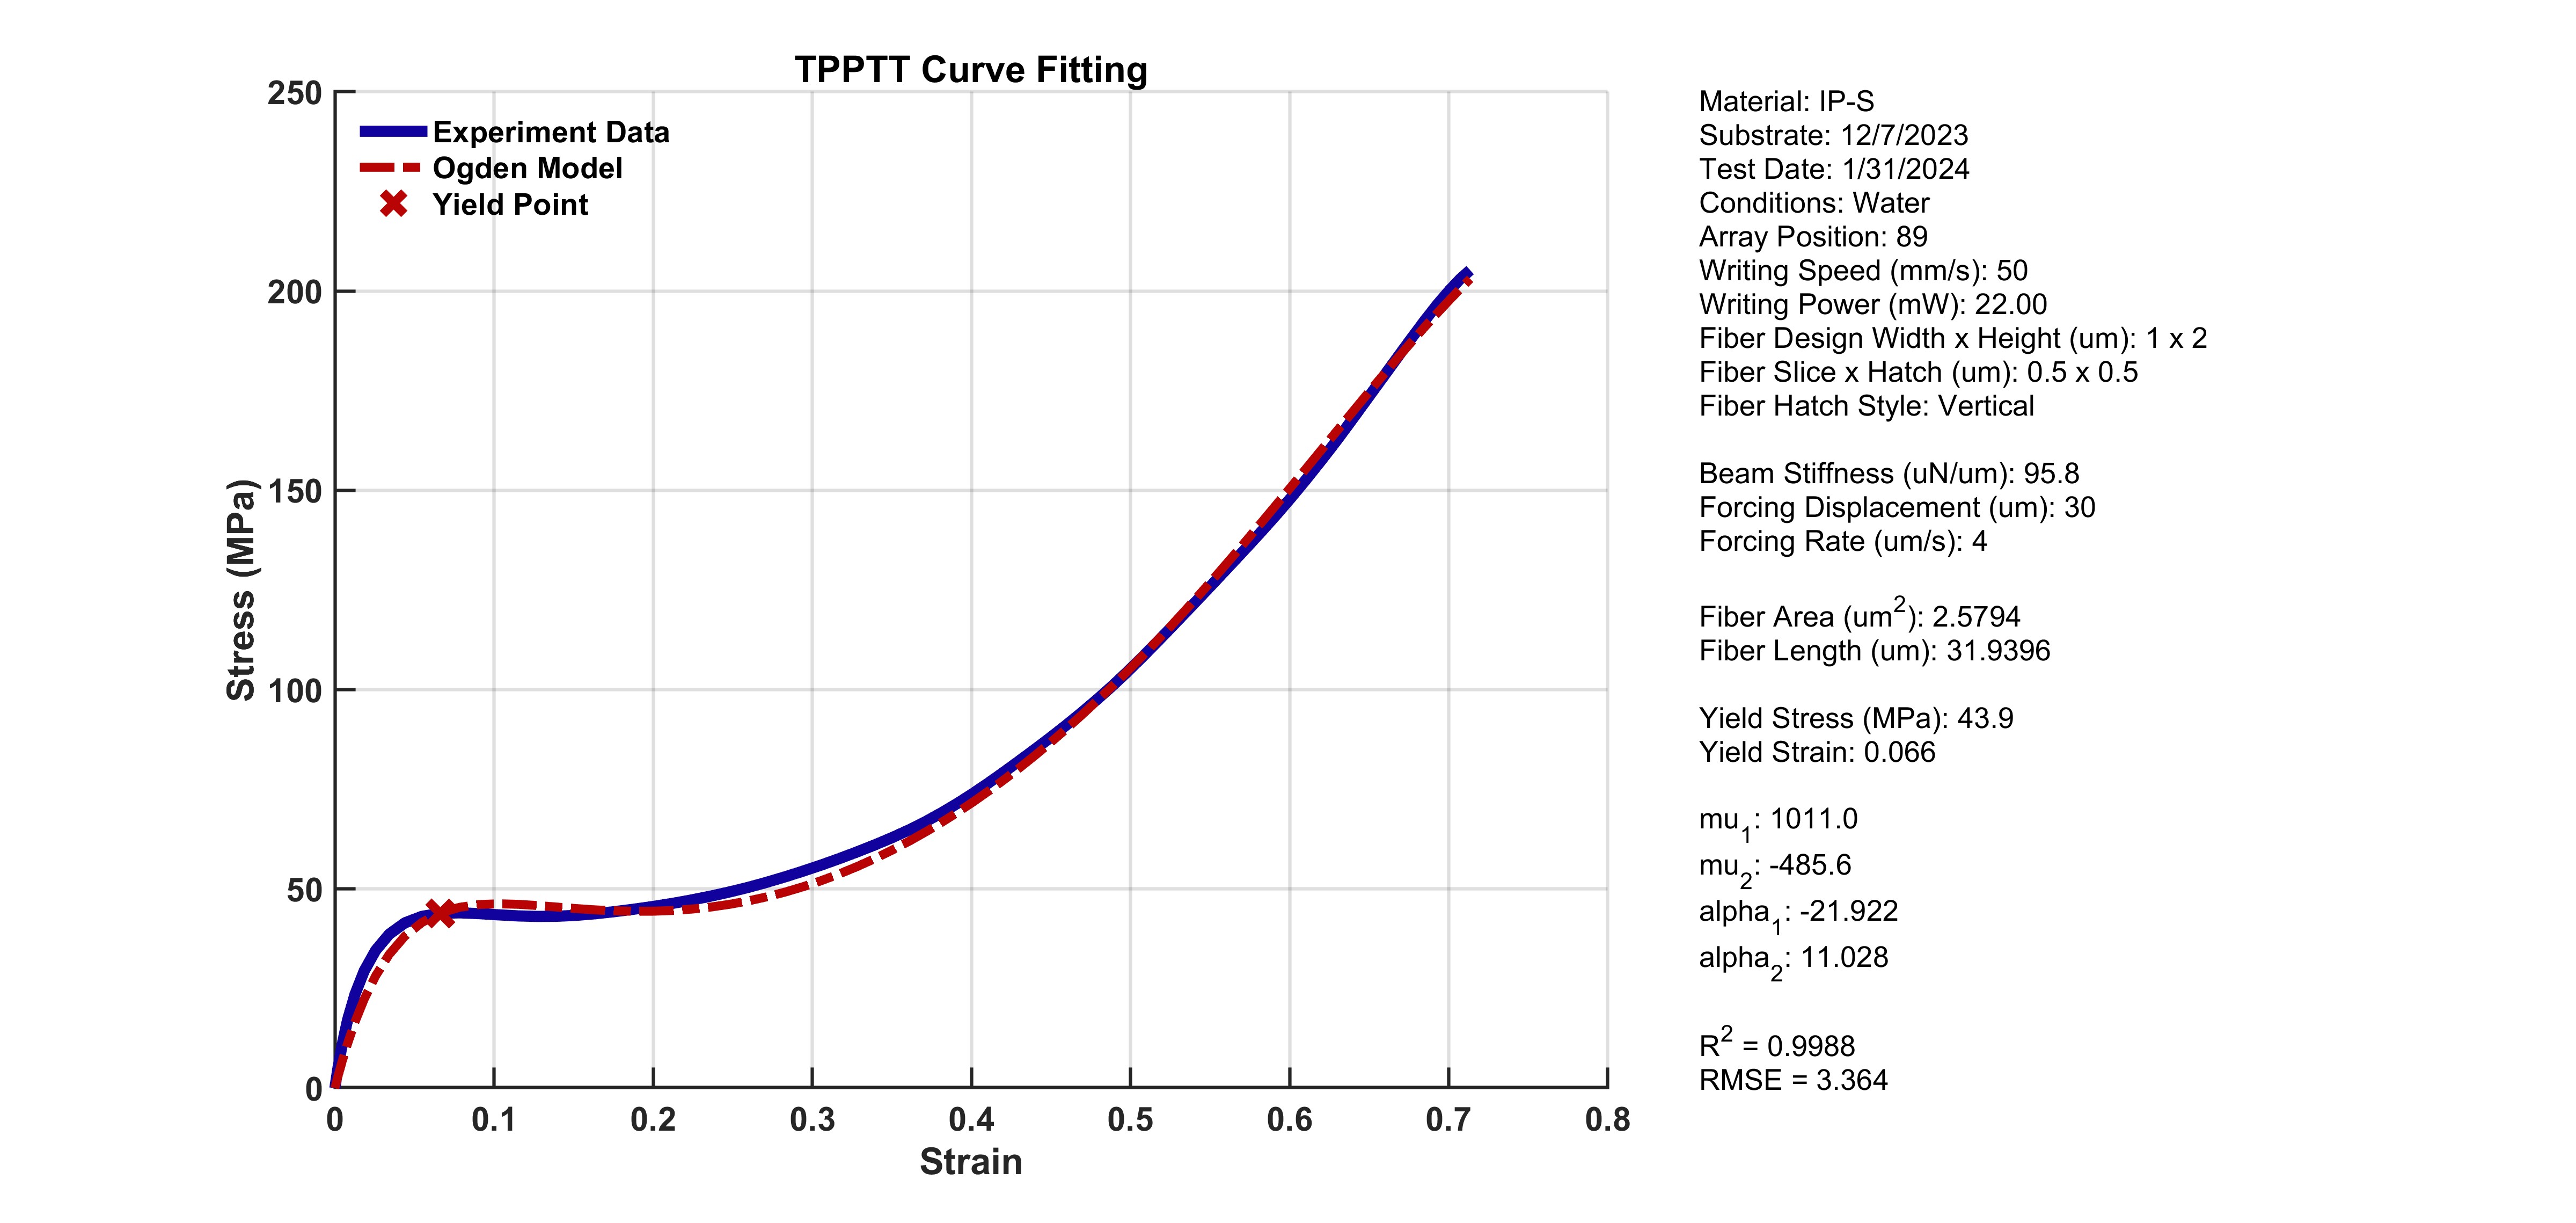 TPPTT Curve Fitting
250
200
150
100
50
0
Stress (MPa)
Experiment Data
Ogden Model
Yield Point
0 0.1 0.2 0.3 0.4 0.5 0.6 0.7 0.8
Strain
Material: IP-S
Substrate: 12/7/2023
Test Date: 1/31/2024
Conditions: Water
Array Position: 89
Writing Speed (mm/s): 50
Writing Power (mW): 22.00
Fiber Design Width x Height (um): 1 x 2
Fiber Slice x Hatch (um): 0.5 x 0.5
Fiber Hatch Style: Vertical
Beam Stiffness (uN/um): 95.8
Forcing Displacement (um): 30
Forcing Rate (um/s): 4
Fiber Area (um²): 2.5794
Fiber Length (um): 31.9396
Yield Stress (MPa): 43.9
Yield Strain: 0.066
mu₁: 1011.0
mu₂: -485.6
alpha₁: -21.922
alpha₂: 11.028
R² = 0.9988
RMSE = 3.364